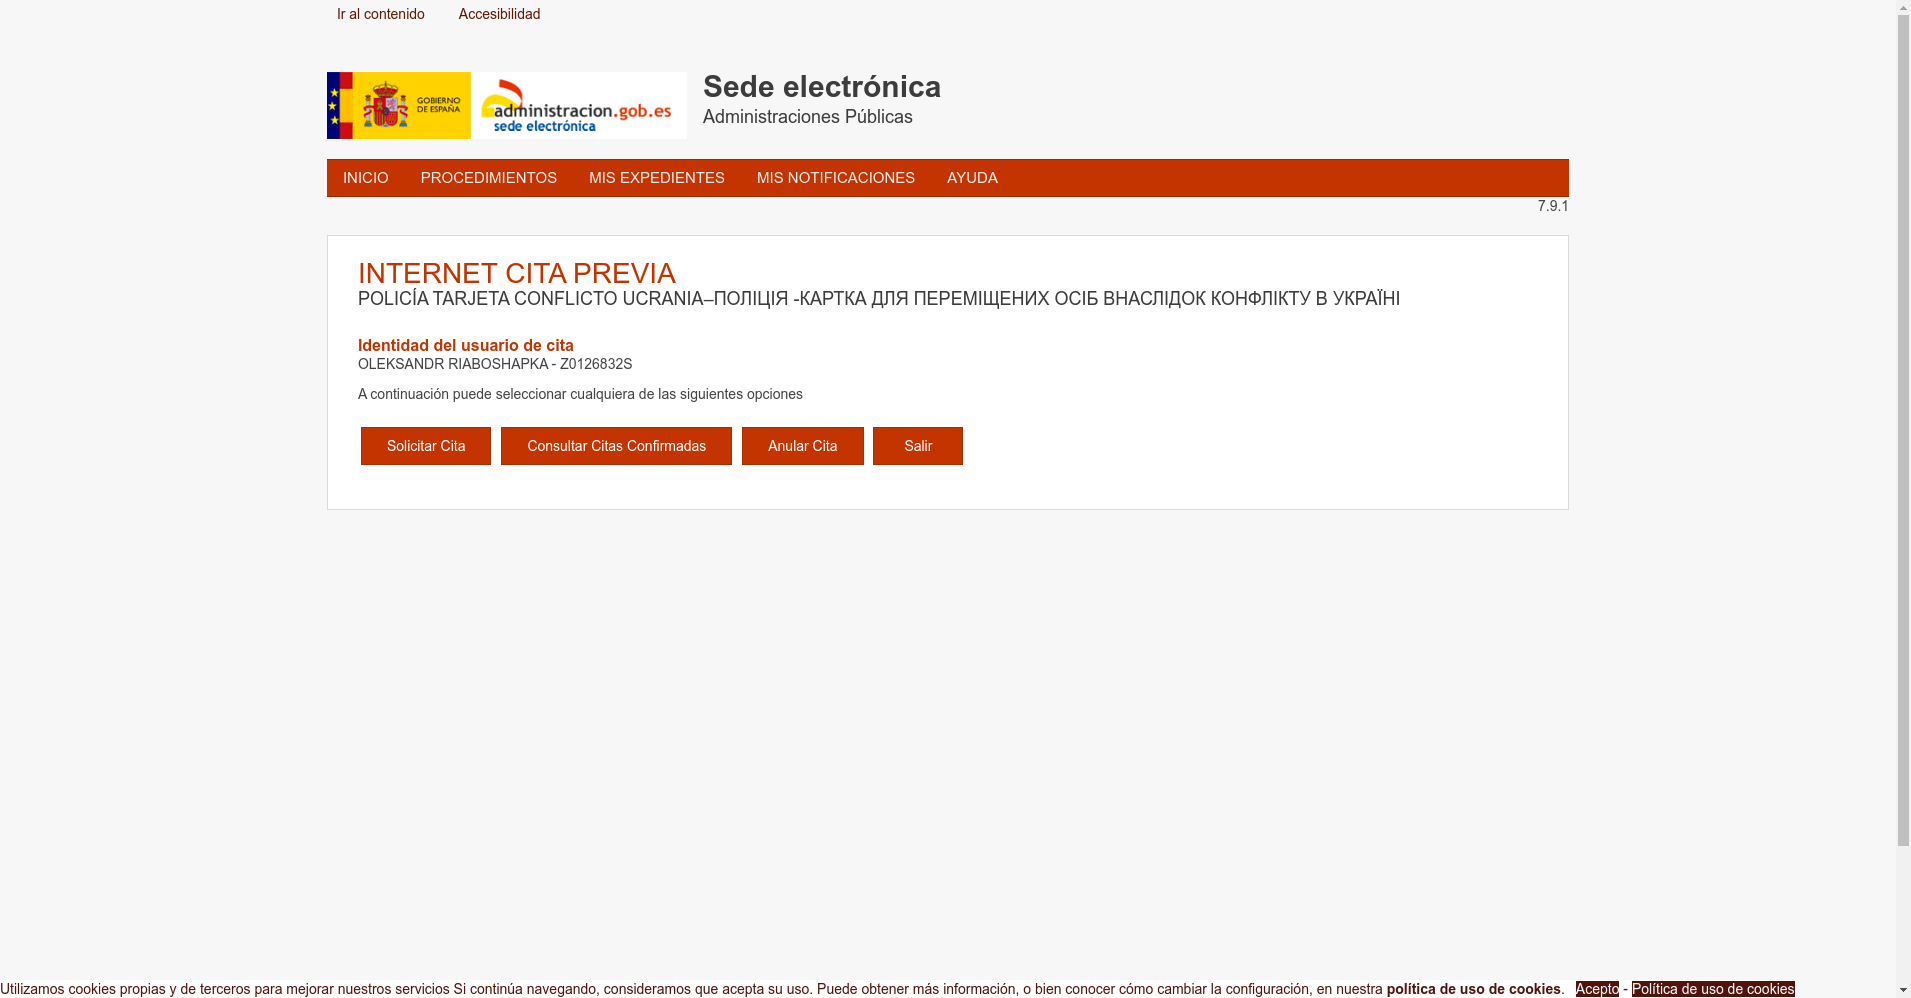 Ir al contenido Accesibilidad
GOBIERNO
DE ESPAÑA
administracion.gob.es
sede electrónica
Sede electrónica
Administraciones Públicas
INICIO PROCEDIMIENTOS MIS EXPEDIENTES MIS NOTIFICACIONES AYUDA
7.9.1
INTERNET CITA PREVIA
POLICÍA TARJETA CONFLICTO UCRANIA–ПОЛІЦІЯ -КАРТКА ДЛЯ ПЕРЕМІЩЕНИХ ОСІБ ВНАСЛІДОК КОНФЛІКТУ В УКРАЇНІ
Identidad del usuario de cita
OLEKSANDR RIABOSHAPKA - Z0126832S
A continuación puede seleccionar cualquiera de las siguientes opciones
Solicitar Cita Consultar Citas Confirmadas Anular Cita Salir
Utilizamos cookies propias y de terceros para mejorar nuestros servicios Si continúa navegando, consideramos que acepta su uso. Puede obtener más información, o bien conocer cómo cambiar la configuración, en nuestra política de uso de cookies. Acepto - Política de uso de cookies